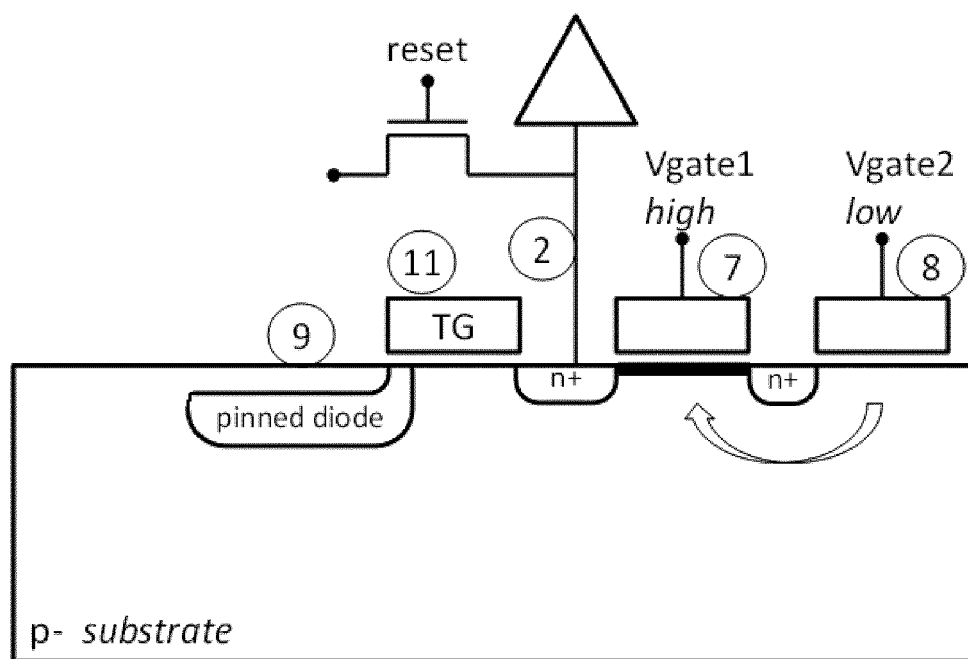 reset
Vgate1
high
Vgate2
low
11
2
7
8
9
TG
n+
n+
pinned diode
p- substrate